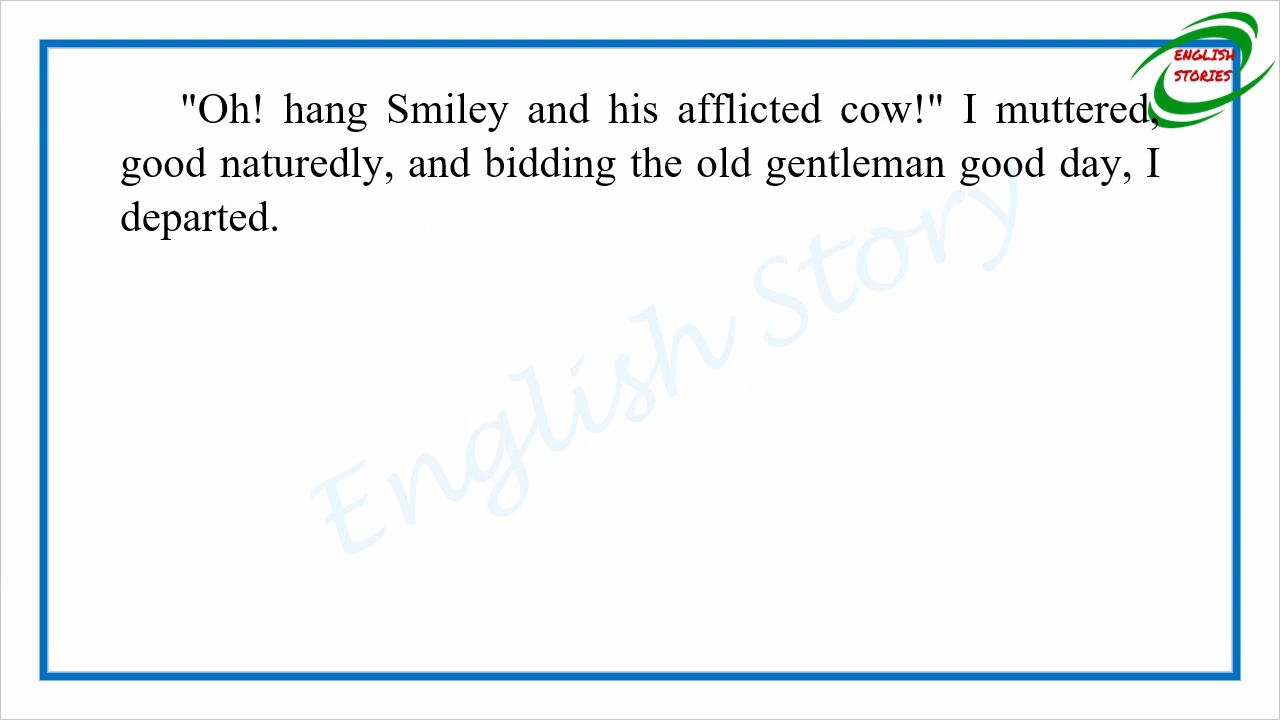 ENGLISH
STORIES
"Oh! hang Smiley and his afflicted cow!" I muttered,
good naturedly, and bidding the old gentleman good day, I
departed.
English Story